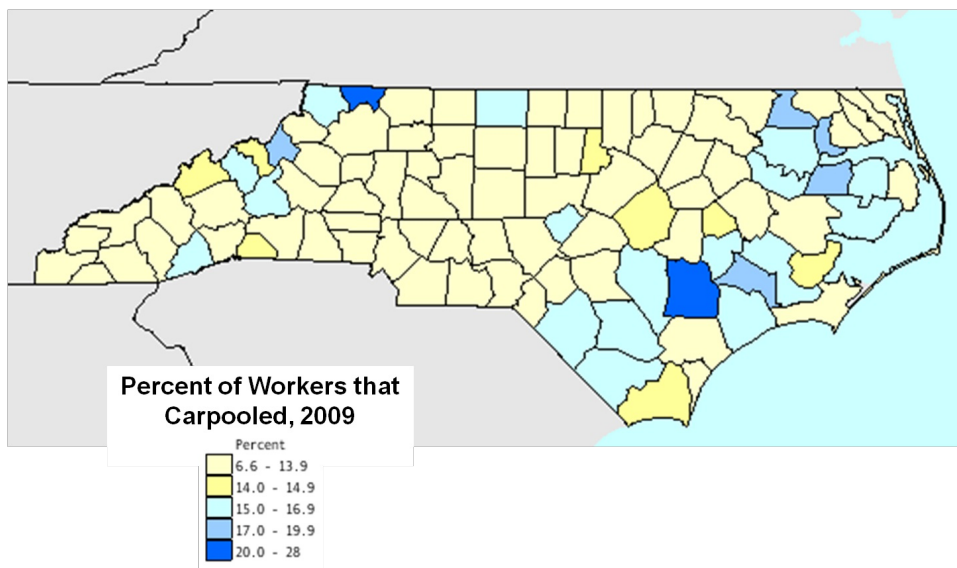 Percent of Workers that
Carpooled, 2009
Percent
6.6 - 13.9
14.0 - 14.9
15.0 - 16.9
17.0 - 19.9
20.0 - 28